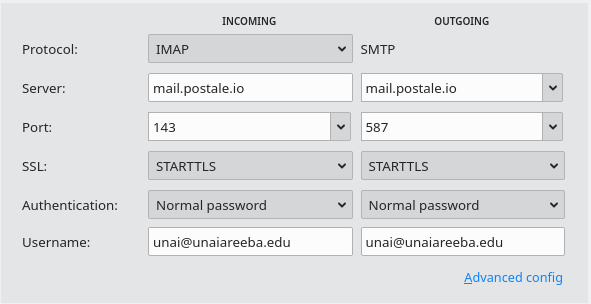 INCOMING OUTGOING
Protocol: IMAP SMTP
Server: mail.postale.io mail.postale.io
Port: 143 587
SSL: STARTTLS STARTTLS
Authentication: Normal password Normal password
Username: unai@unaiareeba.edu unai@unaiareeba.edu
Advanced config